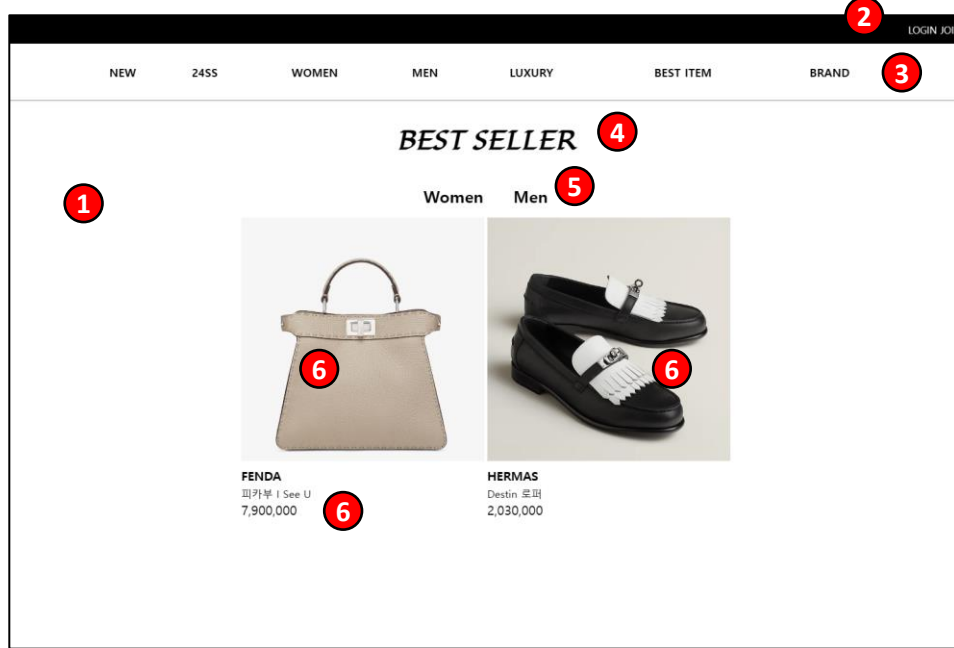 2
LOGIN JOI
NEW 24SS WOMEN MEN LUXURY BEST ITEM BRAND 3
BEST SELLER 4
1
Women Men 5
6 6
FENDA HERMAS
피카부 I See U Destin 로퍼
7,900,000 6 2,030,000